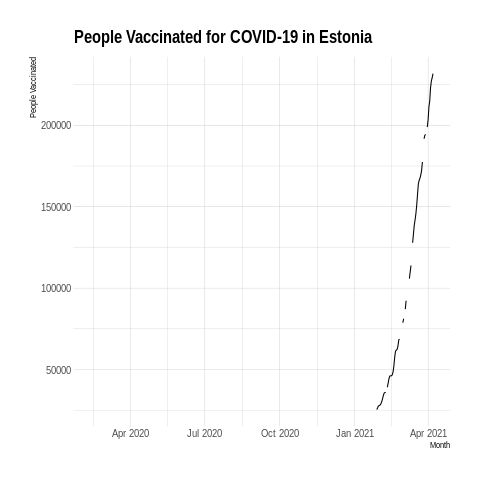 People Vaccinated for COVID-19 in Estonia
People Vaccinated
200000
150000
100000
50000
Apr 2020 Jul 2020 Oct 2020 Jan 2021 Apr 2021
Month